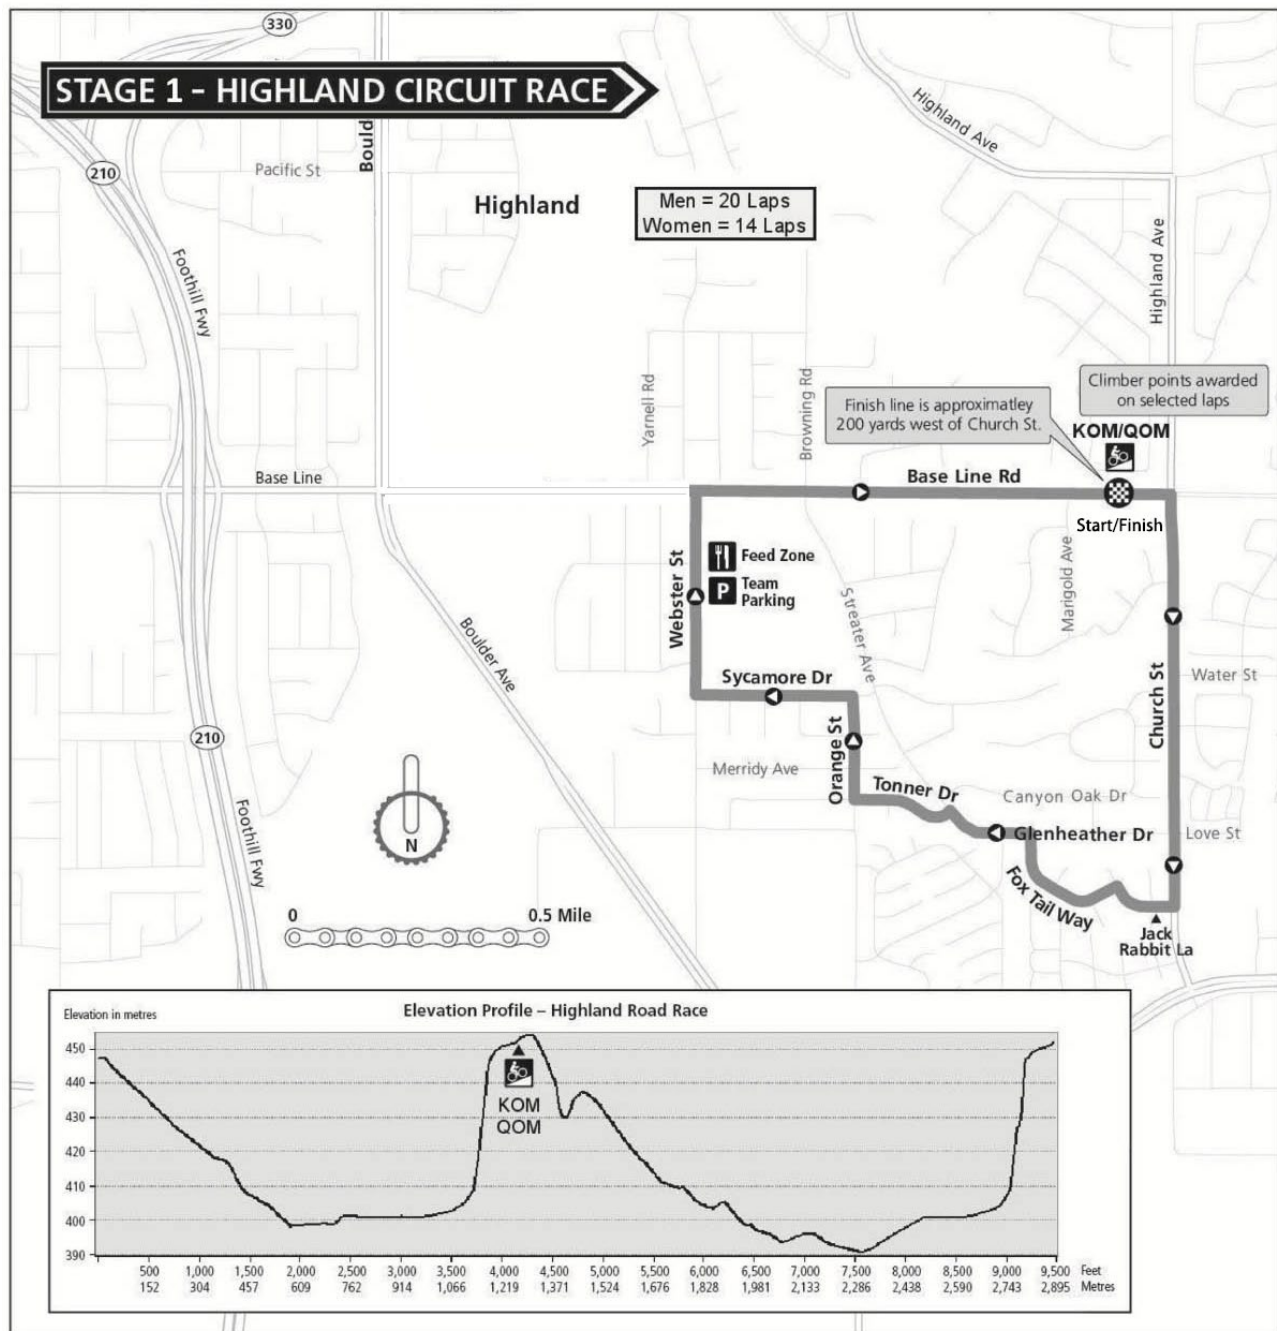 330
STAGE 1 – HIGHLAND CIRCUIT RACE
Bould
210
Pacific St
Highland
Men = 20 Laps
Women = 14 Laps
Highland Ave
Highland Ave
Foothill Fwy
Yarnell Rd
Browning Rd
Finish line is approximatley
200 yards west of Church St.
Climber points awarded
on selected laps
KOM/QOM
Base Line
Base Line Rd
Start/Finish
Webster St
Feed Zone
P
Team
Parking
Streater Ave
Marigold Ave
Boulder Ave
Sycamore Dr
Water St
Church St
210
Merridy Ave
Orange St
Tonner Dr
Canyon Oak Dr
Glenheather Dr
Love St
Foothill Fwy
N
Fox Tail Way
Jack
Rabbit La
0 0.5 Mile
Elevation Profile – Highland Road Race
Elevation in metres
450
440
430
420
410
400
390
KOM
QOM
500 1,000 1,500 2,000 2,500 3,000 3,500 4,000 4,500 5,000 5,500 6,000 6,500 7,000 7,500 8,000 8,500 9,000 9,500 Feet
152 304 457 609 762 914 1,066 1,219 1,371 1,524 1,676 1,828 1,981 2,133 2,286 2,438 2,590 2,743 2,895 Metres